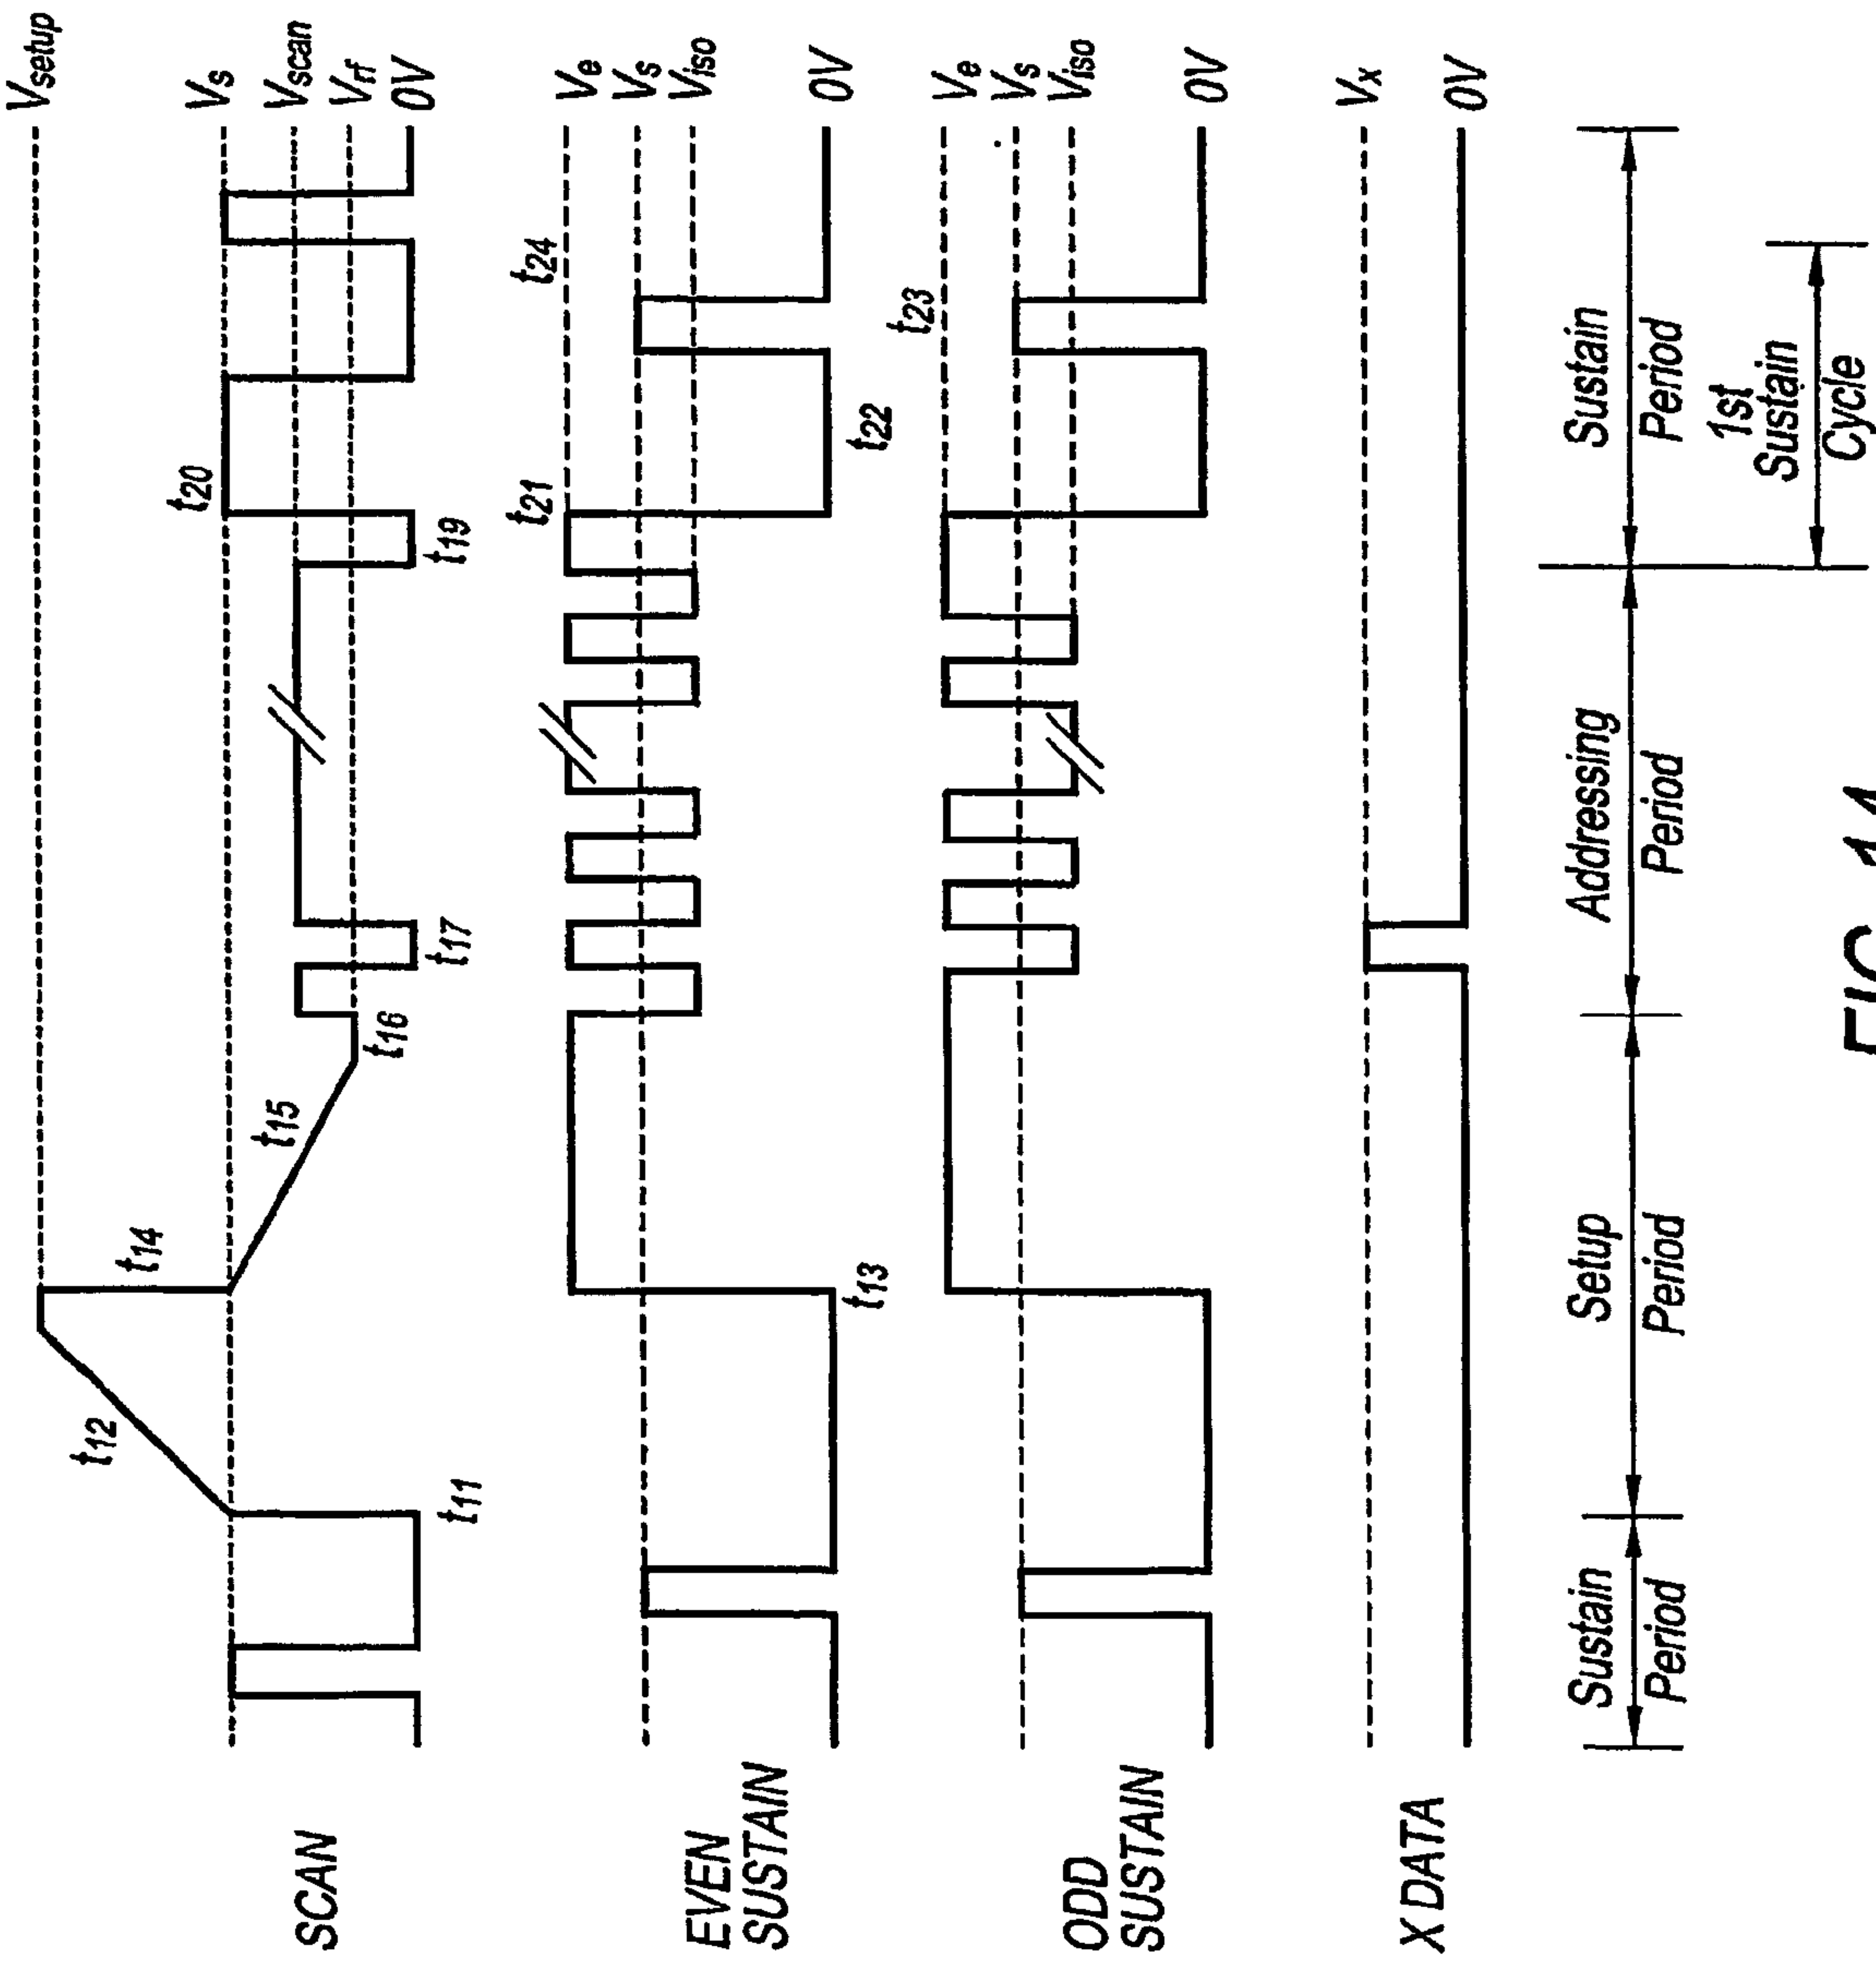 SCAN
t11
t12
t14
t15
t16
t17
t19
t20
Vsetup
Vs
Vscan
Vrf
0V
EVEN
SUSTAIN
t13
t21
t22
t24
Ve
Vs
Viso
0V
ODD
SUSTAIN
t23
Ve
Vs
Viso
0V
X DATA
Vx
0V
Sustain
Period
Setup
Period
Addressing
Period
Sustain
Period
1st
Sustain
Cycle